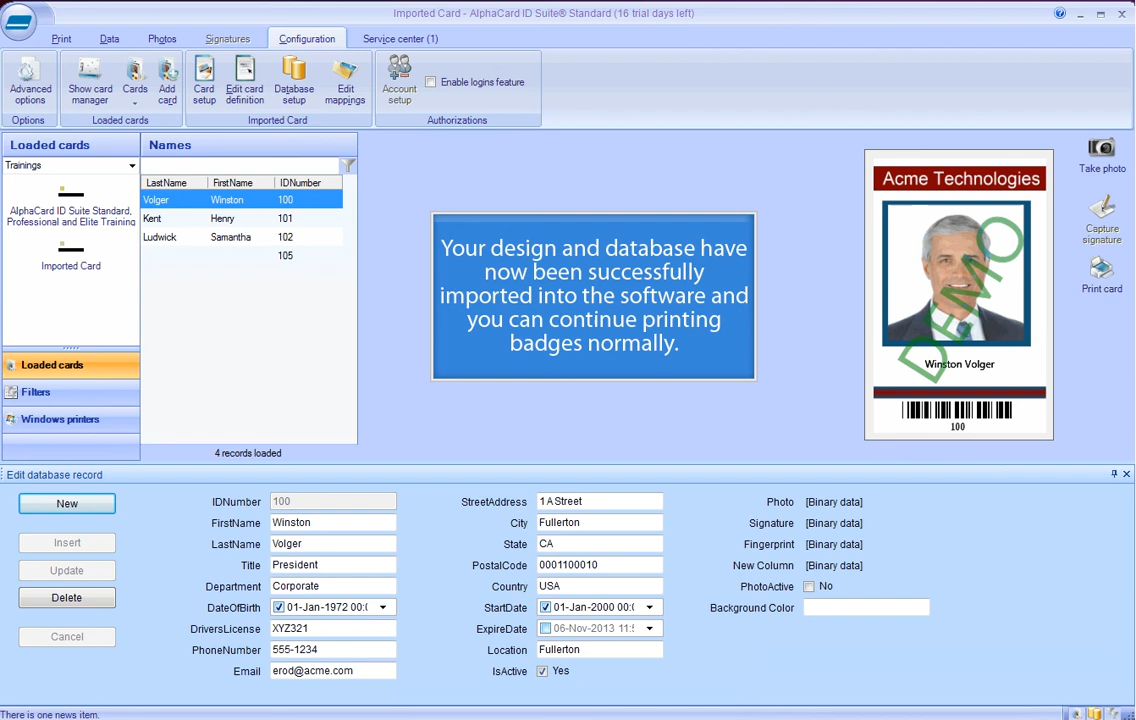 Imported Card - AlphaCard ID Suite® Standard (16 trial days left)
Print Data Photos Signatures Configuration Service center (1)
Advanced options
Show card manager
Cards
Add card
Card setup
Edit card definition
Database setup
Edit mappings
Account setup
Enable logins feature
Options Loaded cards Imported Card Authorizations
Loaded cards
Trainings
AlphaCard ID Suite Standard,
Professional and Elite Training
Imported Card
Loaded cards
Filters
Windows printers
Names
LastName FirstName IDNumber
Volger Winston 100
Kent Henry 101
Ludwick Samantha 102
105
4 records loaded
Your design and database have
now been successfully
imported into the software and
you can continue printing
badges normally.
Acme Technologies
DEMO
Winston Volger
100
Take photo
Capture
signature
Print card
Edit database record
New
Insert
Update
Delete
Cancel
IDNumber 100
FirstName Winston
LastName Volger
Title President
Department Corporate
DateOfBirth 01-Jan-1972 00:(
DriversLicense XYZ321
PhoneNumber 555-1234
Email erod@acme.com
StreetAddress 1 A Street
City Fullerton
State CA
PostalCode 0001100010
Country USA
StartDate 01-Jan-2000 00:(
ExpireDate 06-Nov-2013 11:5
Location Fullerton
IsActive Yes
Photo [Binary data]
Signature [Binary data]
Fingerprint [Binary data]
New Column [Binary data]
PhotoActive No
Background Color
There is one news item.